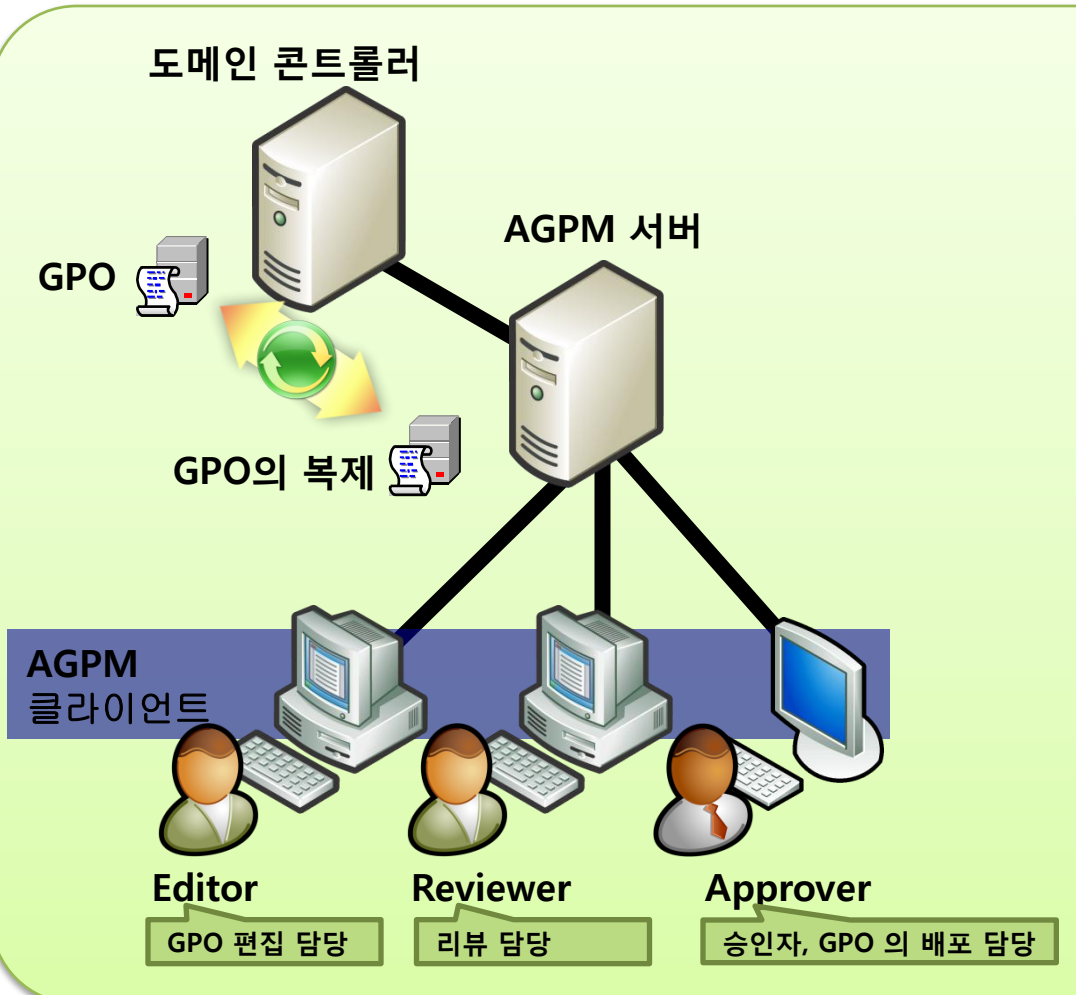 도메인 콘트롤러
AGPM 서버
GPO
GPO의 복제
AGPM
클라이언트
Editor
Reviewer
Approver
GPO 편집 담당
리뷰 담당
승인자, GPO 의 배포 담당